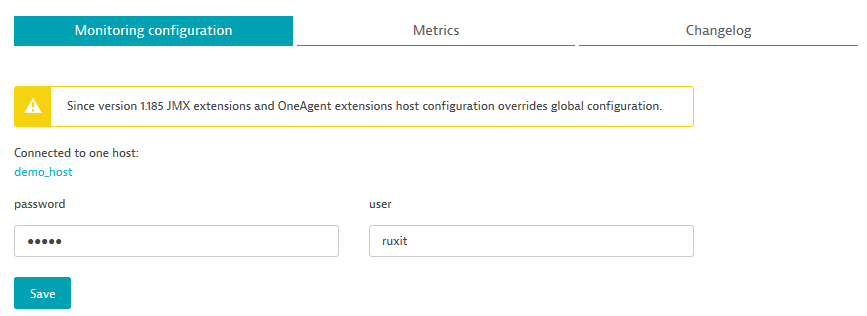 Monitoring configuration
Metrics
Changelog
Since version 1.185 JMX extensions and OneAgent extensions host configuration overrides global configuration.
Connected to one host:
demo_host
password
user
•••••
ruxit
Save